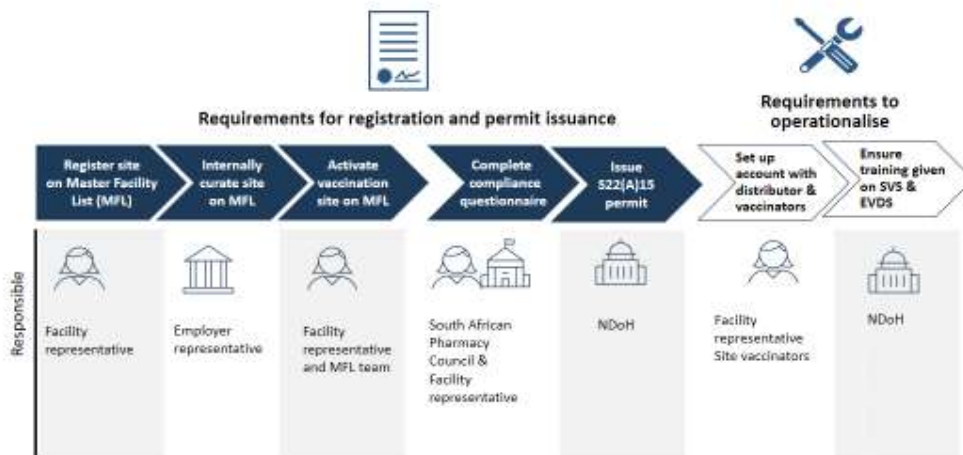 Requirements for registration and permit issuance
Requirements to
operationalise
Register site
on Master Facility
List (MFL)
Internally
curate site
on MFL
Activate
vaccination
site on MFL
Complete
compliance
questionnaire
Issue
S22(A)15
permit
Set up
account with
distributor &
vaccinators
Ensure
training given
on SVS &
EVDS
Responsible
Facility
representative
Employer
representative
Facility
representative
and MFL team
South African
Pharmacy
Council &
Facility
representative
NDoH
Facility
representative
Site vaccinators
NDoH